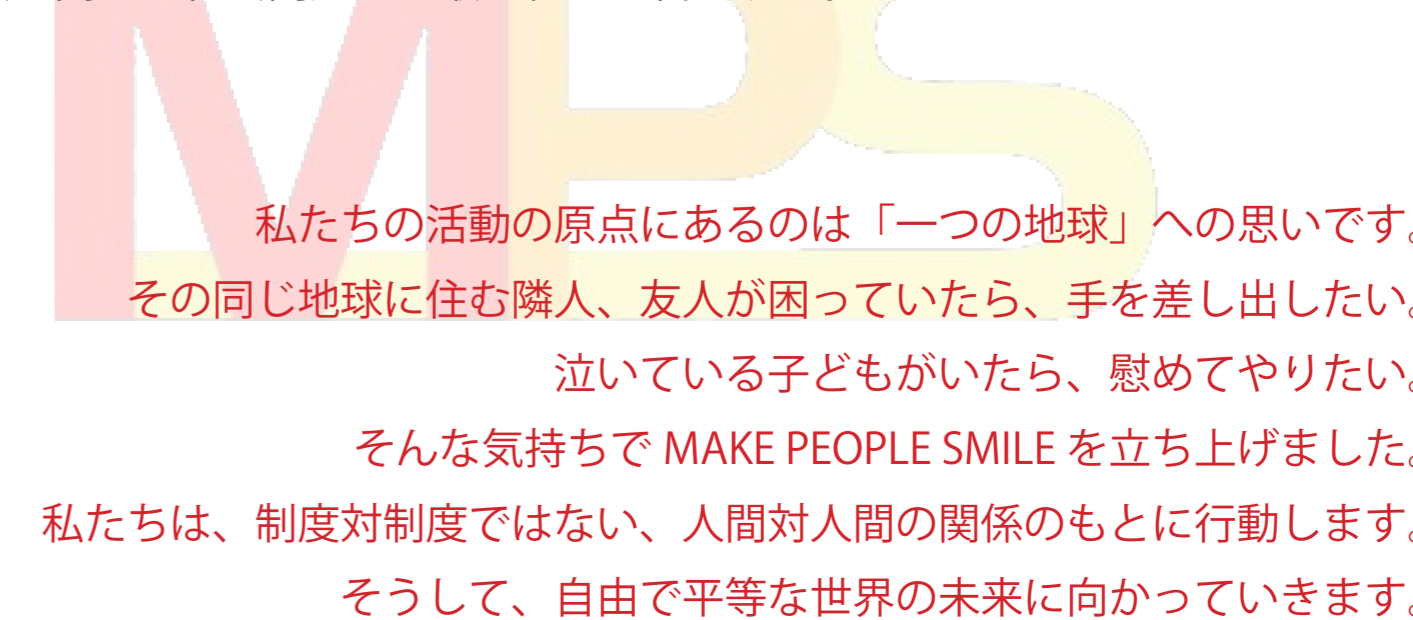 MPS
私たちの活動の原点にあるのは「一つの地球」への思いです。
その同じ地球に住む隣人、友人が困っていたら、手を差し出したい。
泣いている子どもがいたら、慰めてやりたい。
そんな気持ちで MAKE PEOPLE SMILE を立ち上げました。
私たちは、制度対制度ではない、人間対人間の関係のもとに行動します。
そうして、自由で平等な世界の未来に向かっていきます。